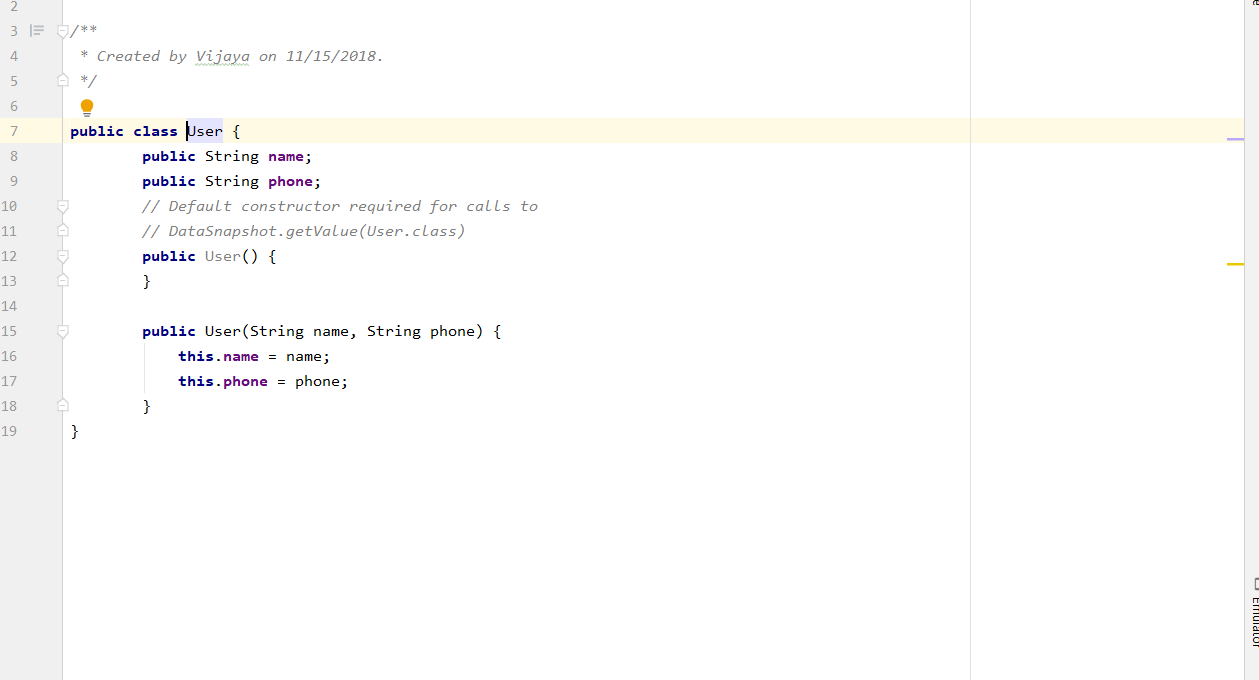 2
3 /**
4 * Created by Vijaya on 11/15/2018.
5 */
6
7 public class User {
8 public String name;
9 public String phone;
10 // Default constructor required for calls to
11 // DataSnapshot.getValue(User.class)
12 public User() {
13 }
14
15 public User(String name, String phone) {
16 this.name = name;
17 this.phone = phone;
18 }
19 }
Emulator